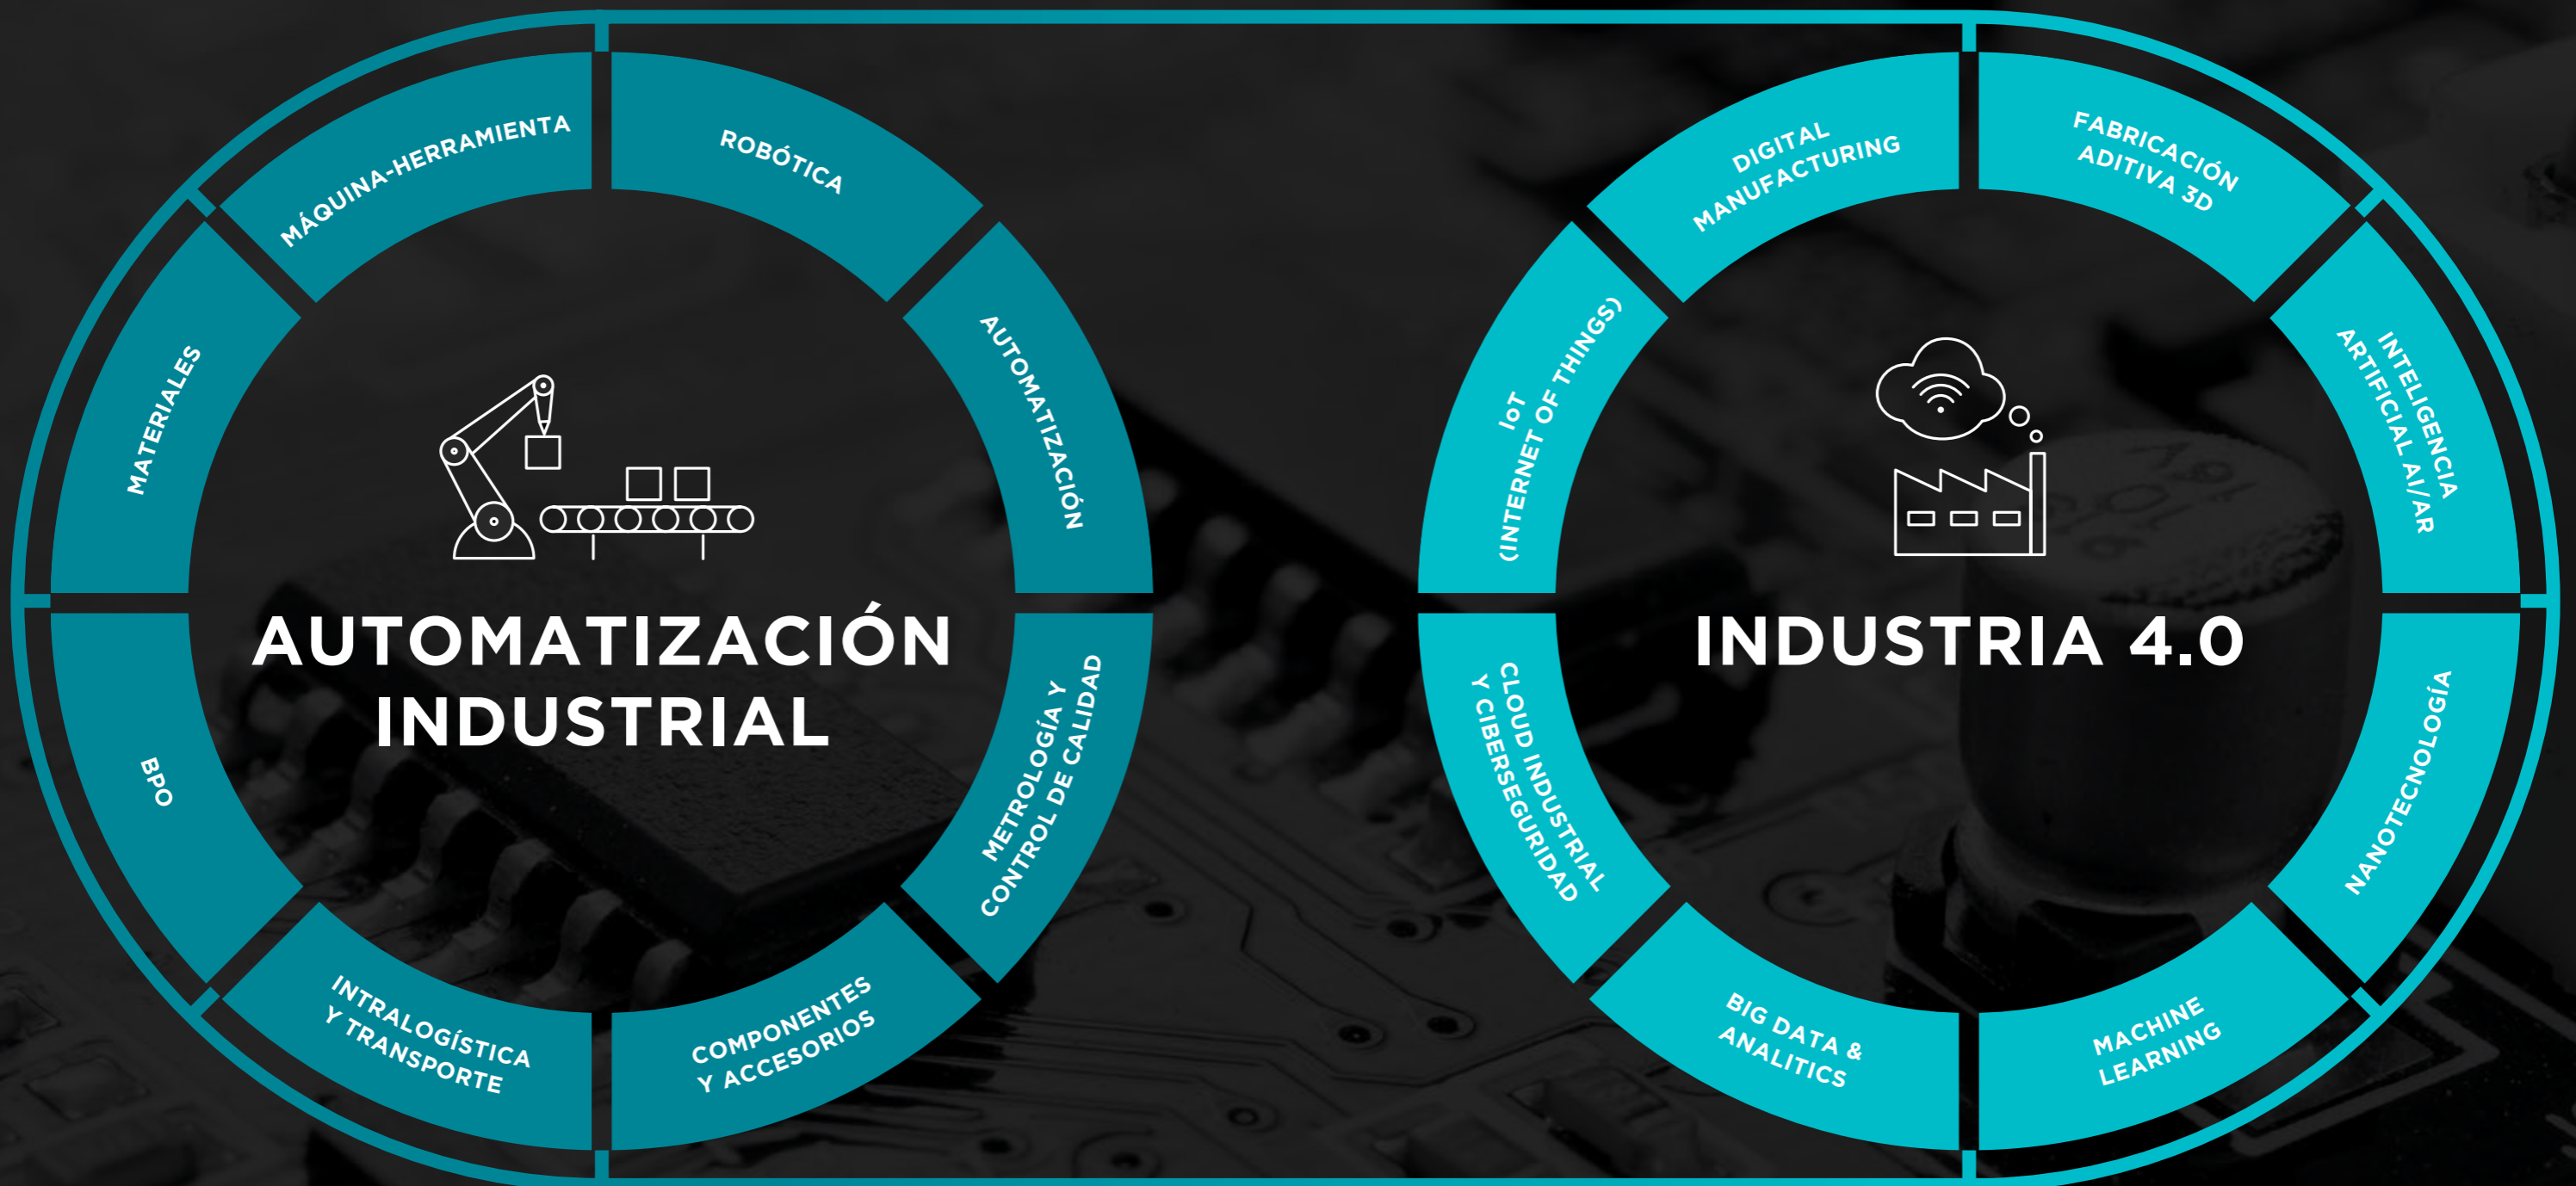 MÁQUINA-HERRAMIENTA
ROBÓTICA
AUTOMATIZACIÓN
METROLOGÍA Y
CONTROL DE CALIDAD
COMPONENTES
Y ACCESORIOS
INTRALOGÍSTICA
Y TRANSPORTE
BPO
MATERIALES
AUTOMATIZACIÓN
INDUSTRIAL
DIGITAL
MANUFACTURING
FABRICACIÓN
ADITIVA 3D
INTELIGENCIA
ARTIFICIAL AI/AR
NANOTECNOLOGÍA
MACHINE
LEARNING
BIG DATA &
ANALITICS
CLOUD INDUSTRIAL
Y CIBERSEGURIDAD
IoT
(INTERNET OF THINGS)
INDUSTRIA 4.0